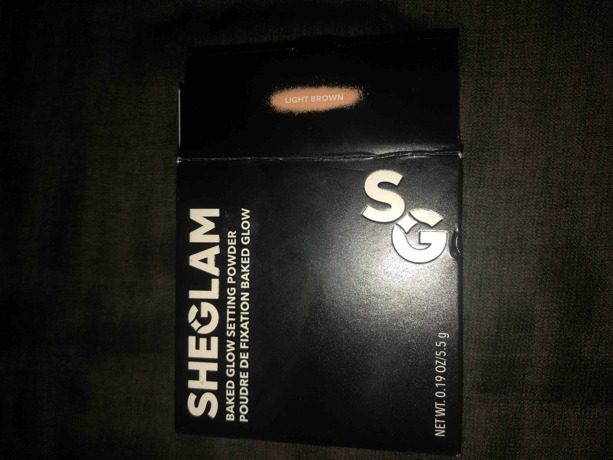 LIGHT BROWN
SG
SHEGLAM
BAKED GLOW SETTING POWDER
POUDRE DE FIXATION BAKED GLOW
NET WT. 0.19 OZ/5.5 g